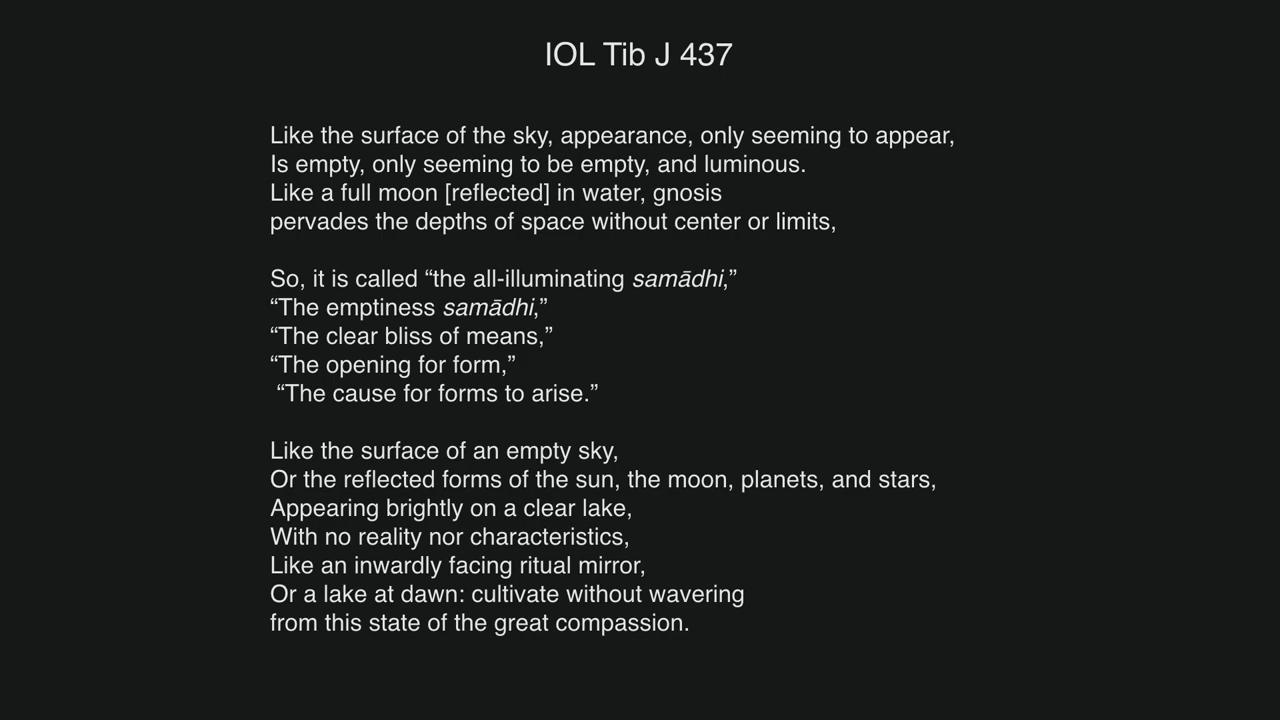 IOL Tib J 437
Like the surface of the sky, appearance, only seeming to appear,
Is empty, only seeming to be empty, and luminous.
Like a full moon [reflected] in water, gnosis
pervades the depths of space without center or limits,
So, it is called “the all-illuminating samādhi,”
“The emptiness samādhi,”
“The clear bliss of means,”
“The opening for form,”
“The cause for forms to arise.”
Like the surface of an empty sky,
Or the reflected forms of the sun, the moon, planets, and stars,
Appearing brightly on a clear lake,
With no reality nor characteristics,
Like an inwardly facing ritual mirror,
Or a lake at dawn: cultivate without wavering
from this state of the great compassion.